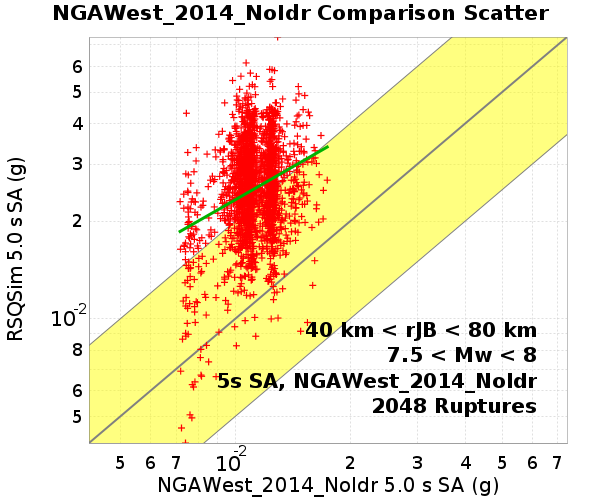 NGAWest_2014_NoIdr Comparison Scatter
RSQSim 5.0 s SA (g)
6
5
4
3
2
10-2
8
6
5
40 km < rJB < 80 km
7.5 < Mw < 8
5s SA, NGAWest_2014_NoIdr
2048 Ruptures
5 6 7 10-2 2 3 4 5 6 7
NGAWest_2014_NoIdr 5.0 s SA (g)